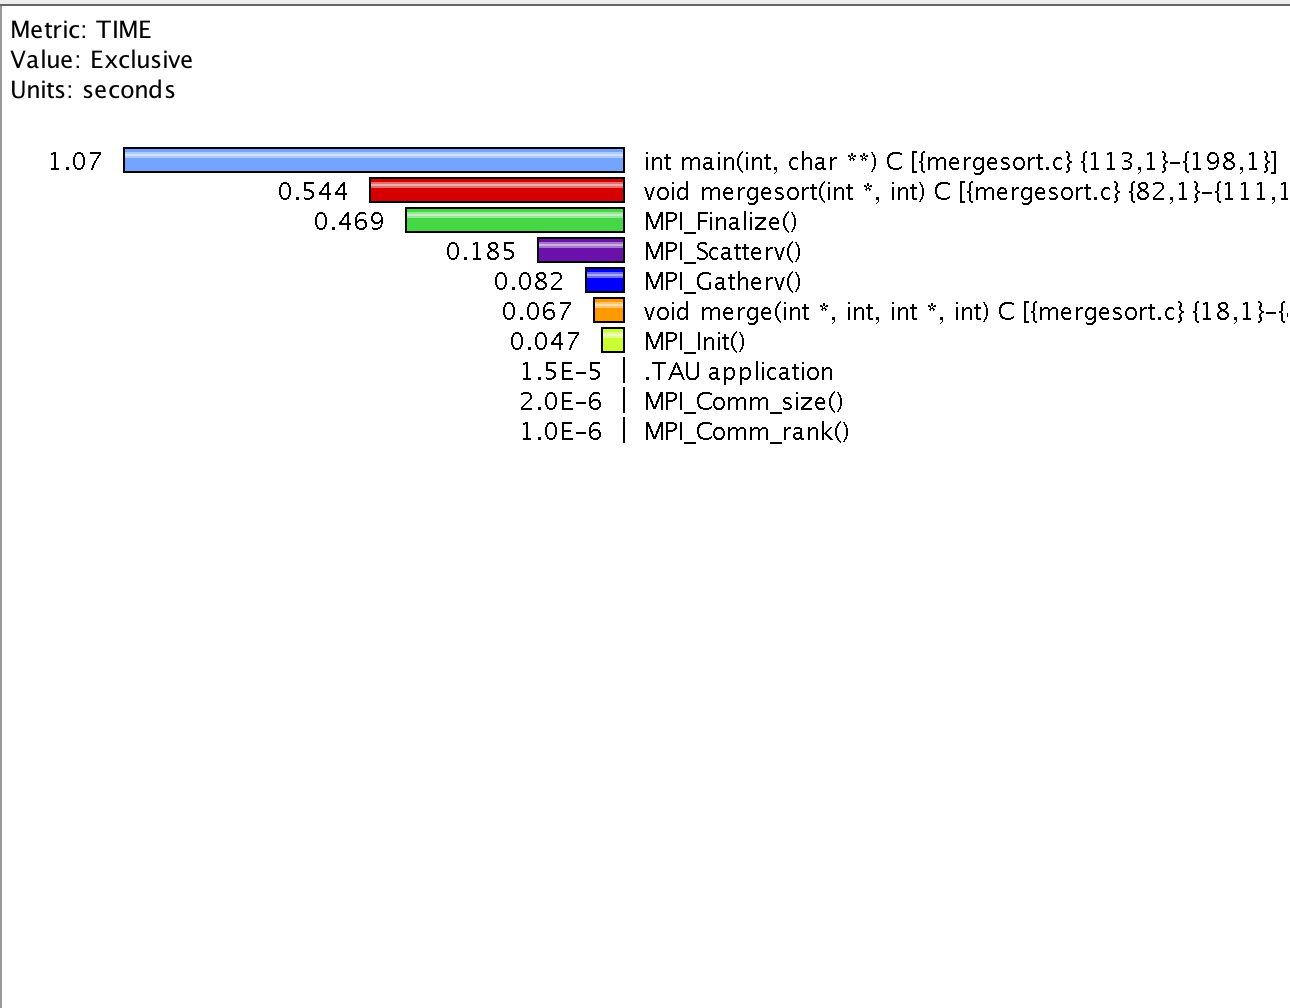 Metric: TIME
Value: Exclusive
Units: seconds
1.07 int main(int, char **) C [{mergesort.c} {113,1}-{198,1}]
0.544 void mergesort(int *, int) C [{mergesort.c} {82,1}-{111,1
0.469 MPI_Finalize()
0.185 MPI_Scatterv()
0.082 MPI_Gatherv()
0.067 void merge(int *, int, int *, int) C [{mergesort.c} {18,1}-{
0.047 MPI_Init()
1.5E-5 .TAU application
2.0E-6 MPI_Comm_size()
1.0E-6 MPI_Comm_rank()